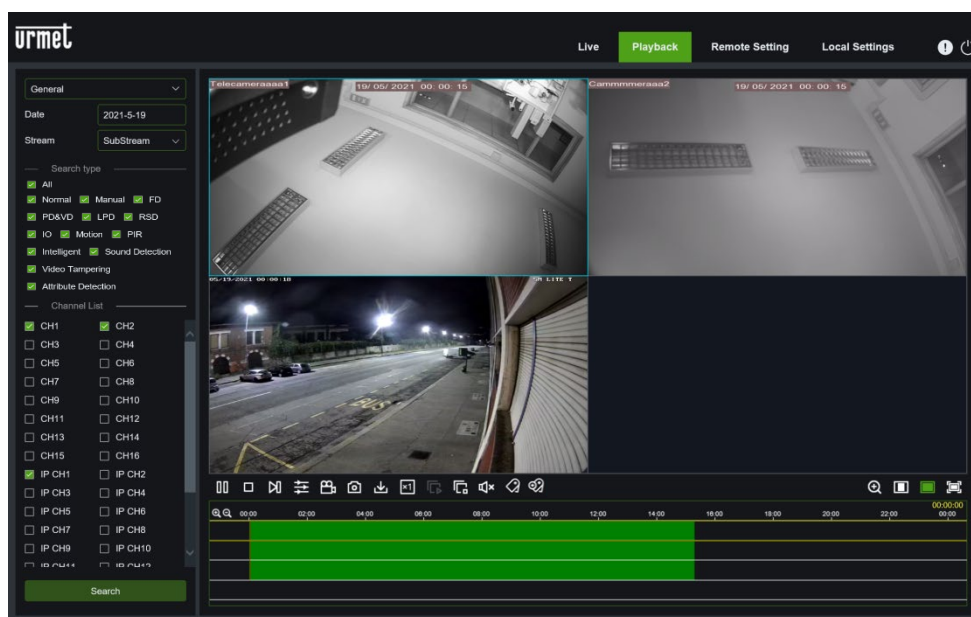 urmet
Live Playback Remote Setting Local Settings
General
Date 2021-5-19
Stream SubStream
Search type
All
Normal Manual FD
PD&VD LPD RSD
IO Motion PIR
Intelligent Sound Detection
Video Tampering
Attribute Detection
Channel List
CH1 CH2
CH3 CH4
CH5 CH6
CH7 CH8
CH9 CH10
CH11 CH12
CH13 CH14
CH15 CH16
IP CH1 IP CH2
IP CH3 IP CH4
IP CH5 IP CH6
IP CH7 IP CH8
IP CH9 IP CH10
IP CH11 IP CH12
Search
Telecameraaaa1 19/05/2021 00:00:15
Cammmmeraaa2 19/05/2021 00:00:15
05/19/2021 00:00:18
BUS
x1
00:00:00
00:00 02:00 04:00 06:00 08:00 10:00 12:00 14:00 16:00 18:00 20:00 22:00 00:00